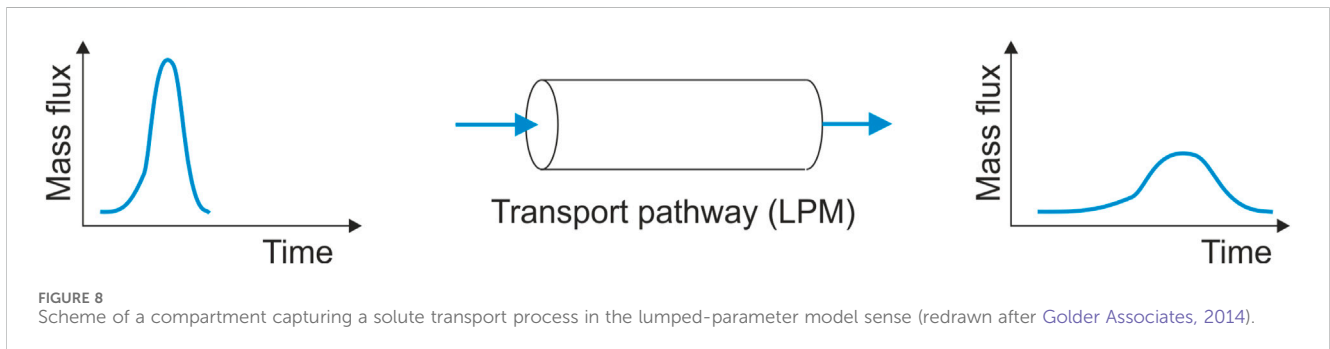 Mass flux
Time
Transport pathway (LPM)
Mass flux
Time
FIGURE 8
Scheme of a compartment capturing a solute transport process in the lumped-parameter model sense (redrawn after Golder Associates, 2014).